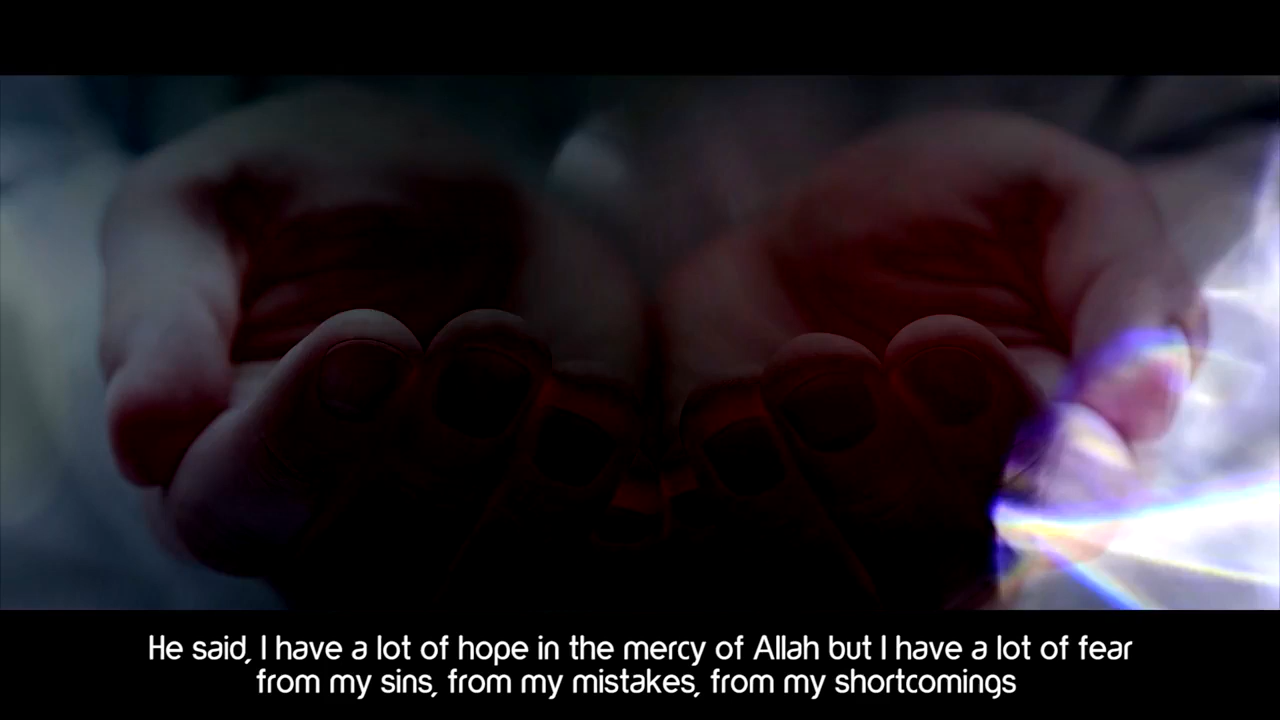 He said, I have a lot of hope in the mercy of Allah but I have a lot of fear
from my sins, from my mistakes, from my shortcomings